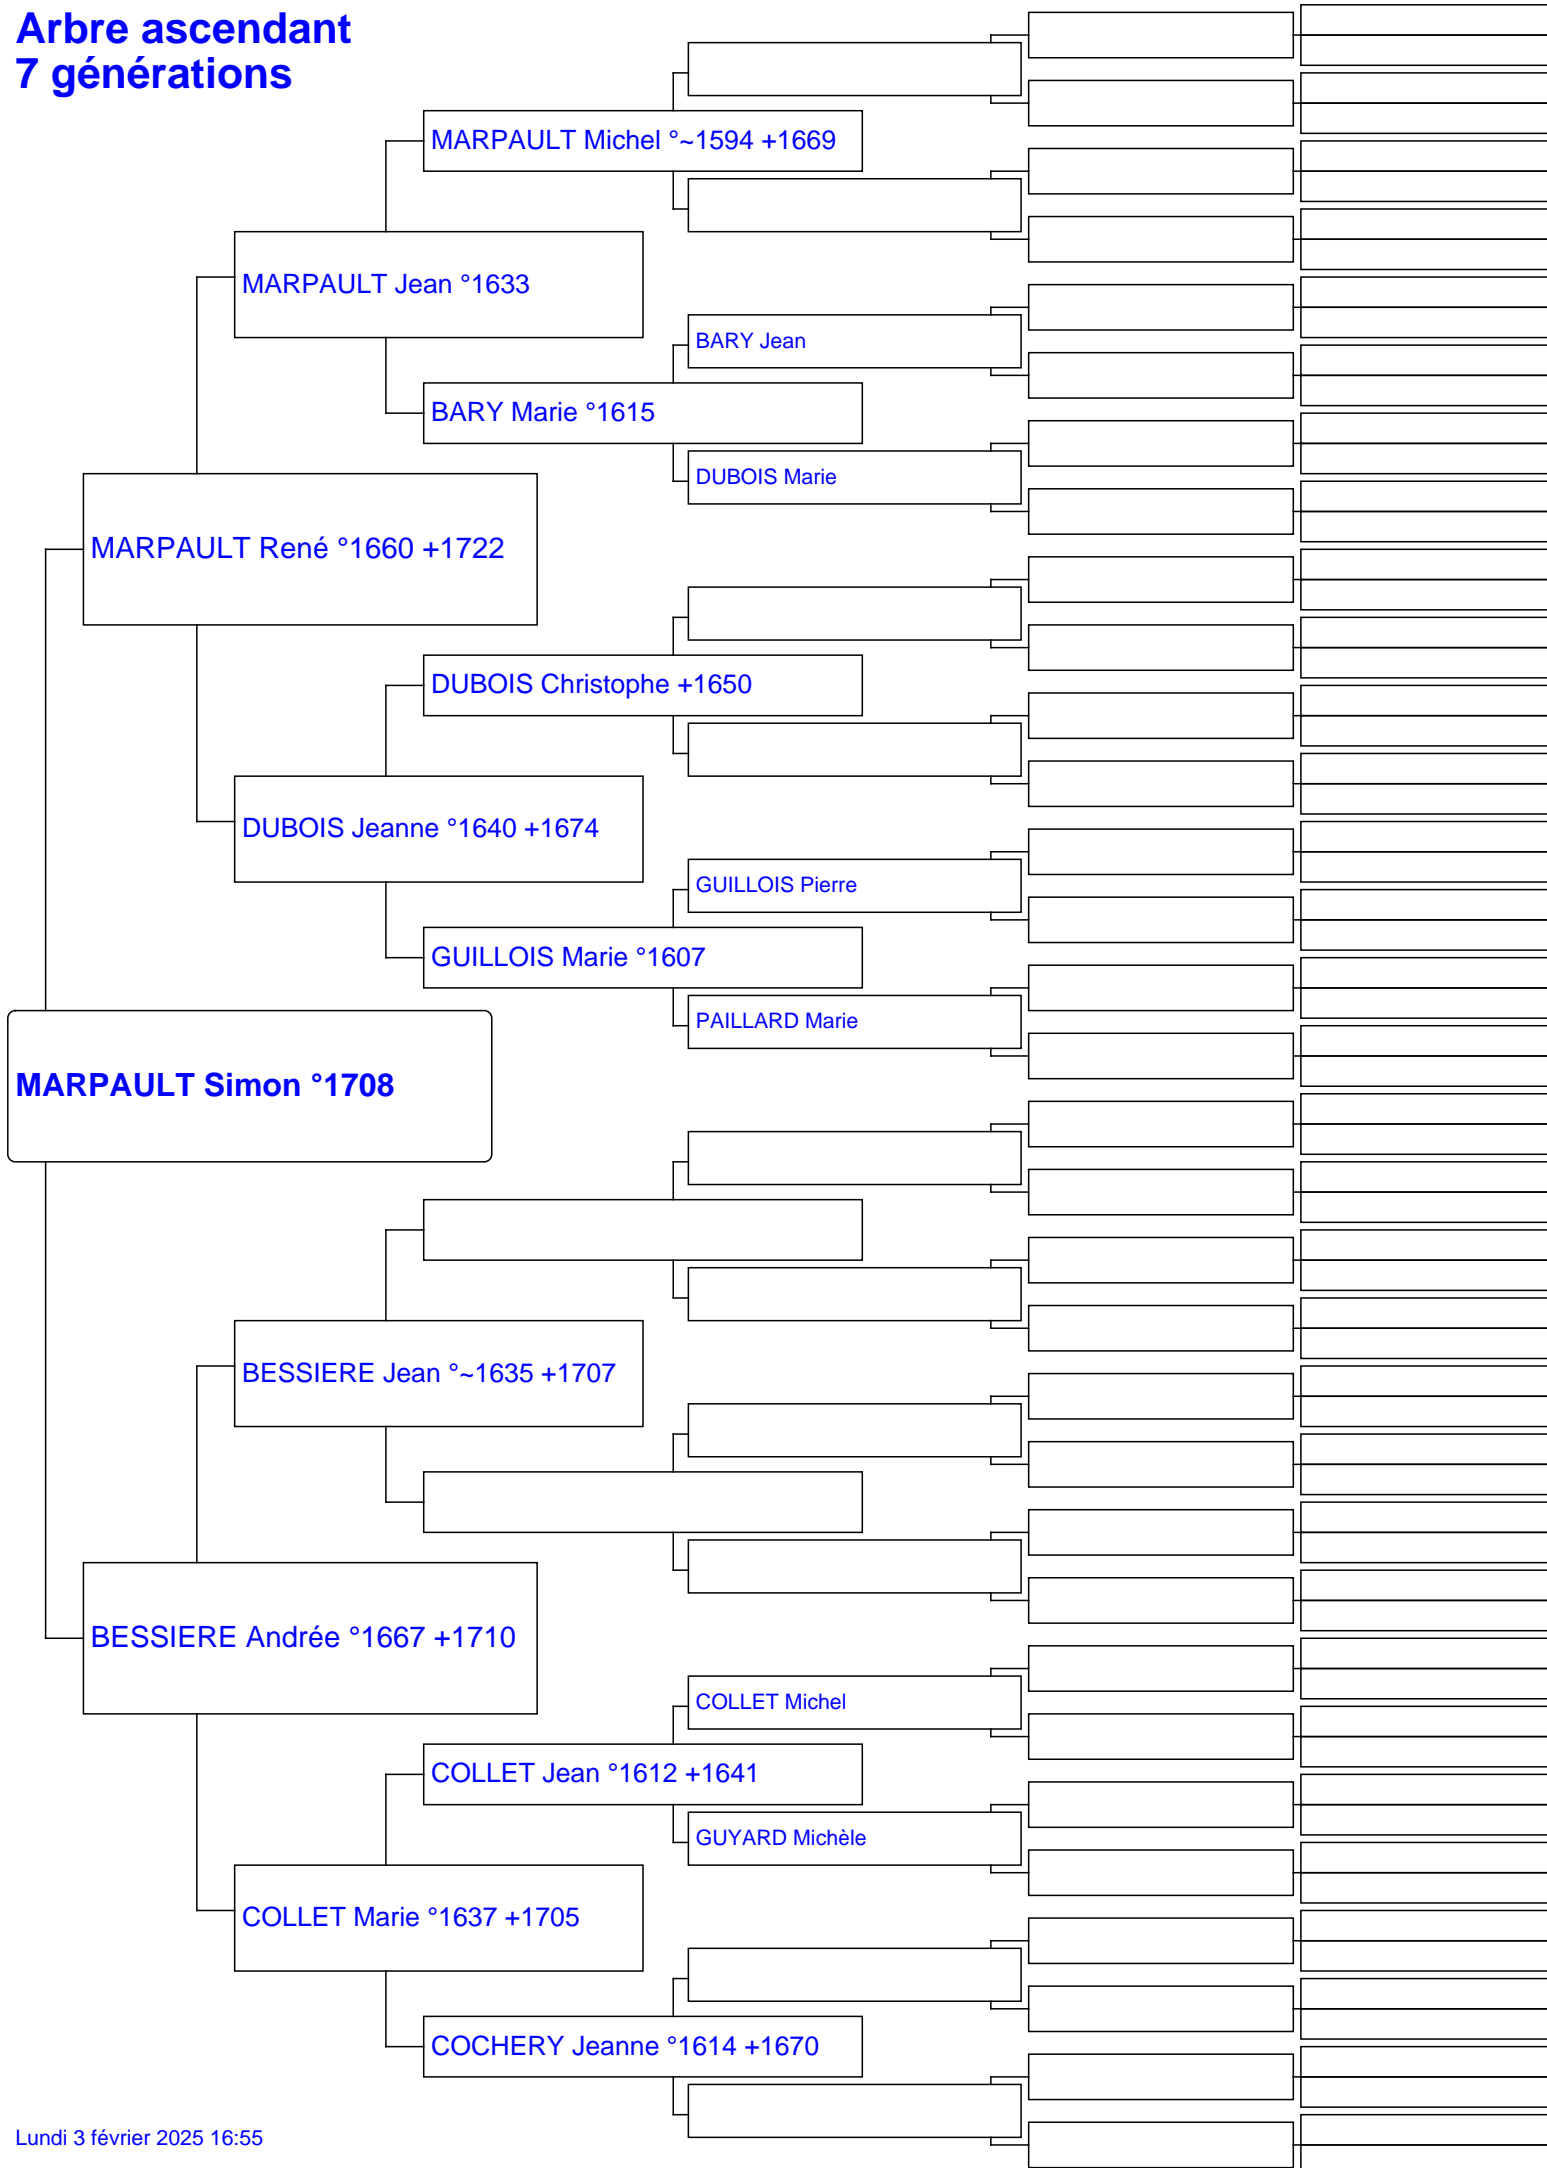 Arbre ascendant
7 générations
MARPAULT Michel °~1594 +1669
MARPAULT Jean °1633
BARY Jean
BARY Marie °1615
DUBOIS Marie
MARPAULT René °1660 +1722
DUBOIS Christophe +1650
DUBOIS Jeanne °1640 +1674
GUILLOIS Pierre
GUILLOIS Marie °1607
PAILLARD Marie
MARPAULT Simon °1708
BESSIERE Jean °~1635 +1707
BESSIERE Andrée °1667 +1710
COLLET Michel
COLLET Jean °1612 +1641
GUYARD Michèle
COLLET Marie °1637 +1705
COCHERY Jeanne °1614 +1670
Lundi 3 février 2025 16:55